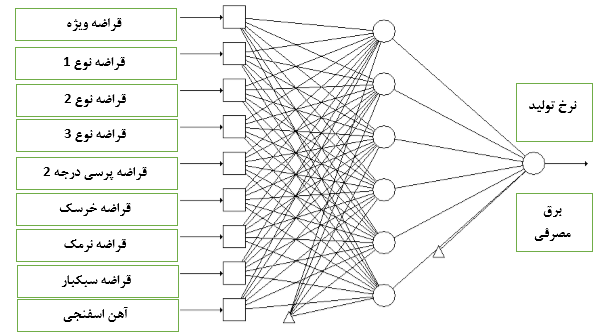 قراضه ویژه
قراضه نوع 1
قراضه نوع 2
قراضه نوع 3
قراضه پرسی درجه 2
قراضه خرسک
قراضه نرمک
قراضه سبکبار
آهن اسفنجی
نرخ تولید
برق
مصرفی